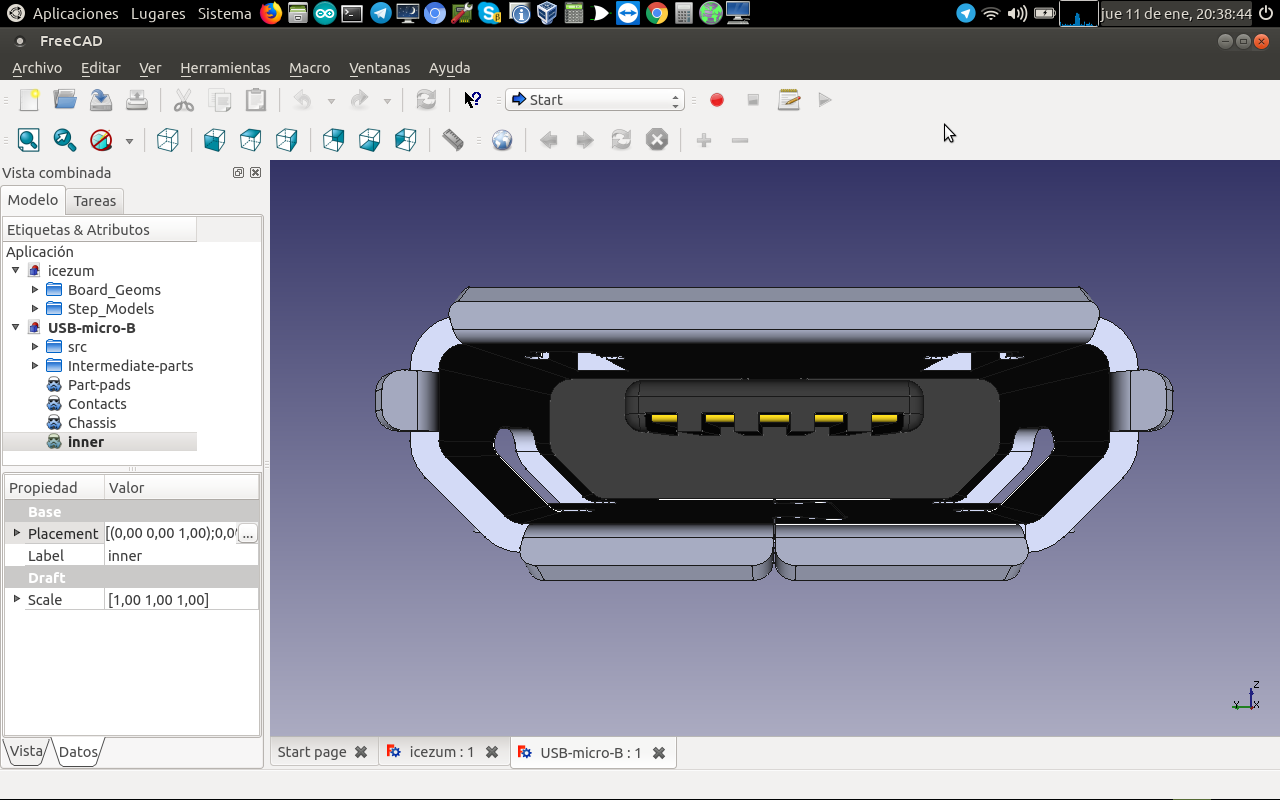 Aplicaciones Lugares Sistema jue 11 de ene, 20:38:44
FreeCAD
Archivo Editar Ver Herramientas Macro Ventanas Ayuda
Start
Vista combinada
Modelo Tareas
Etiquetas & Atributos
Aplicación
icezum
Board_Geoms
Step_Models
USB-micro-B
src
Intermediate-parts
Part-pads
Contacts
Chassis
inner
Propiedad Valor
Base
Placement [(0,00 0,00 1,00);0,0 ...
Label inner
Draft
Scale [1,00 1,00 1,00]
Z
Y X
Vista Datos
Start page icezum : 1 USB-micro-B : 1